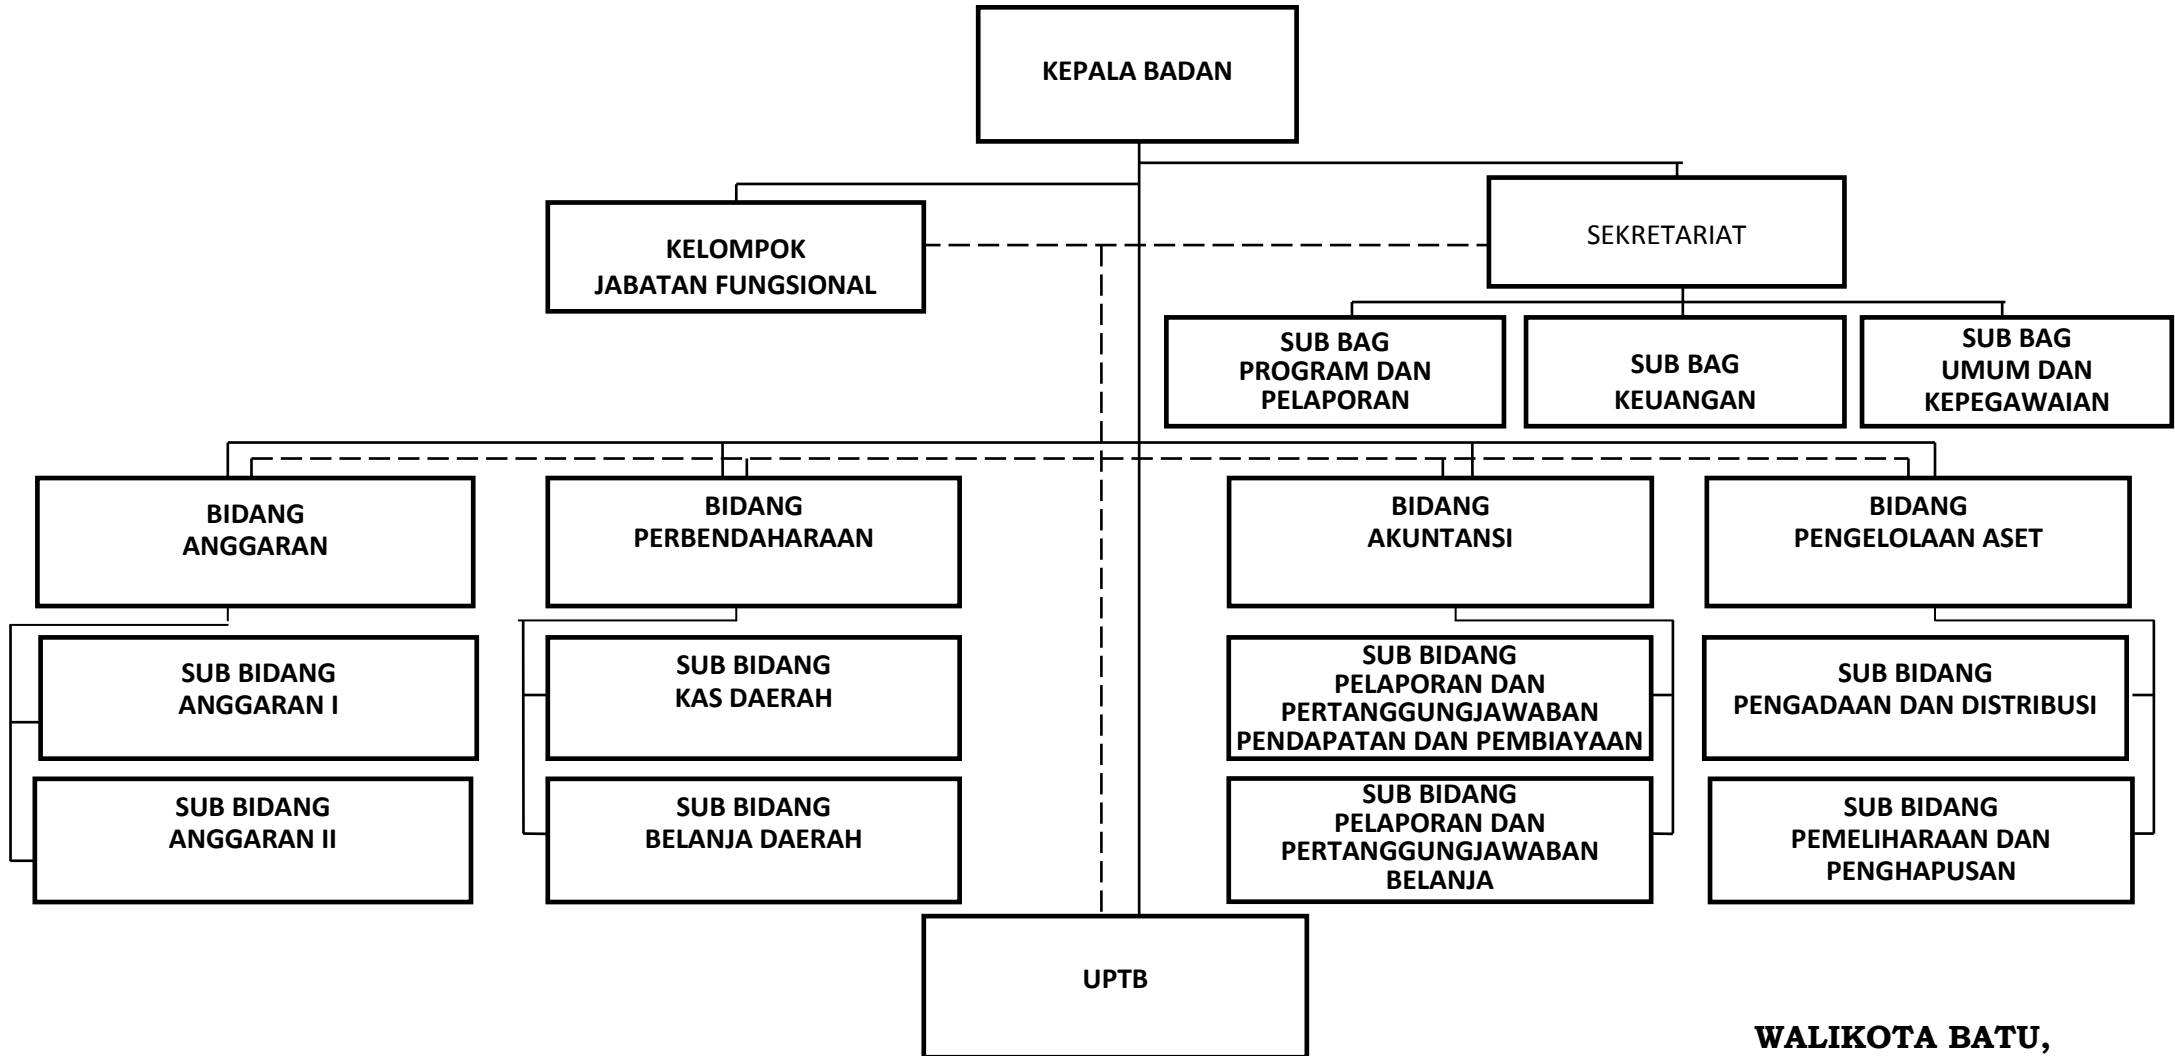 KEPALA BADAN
KELOMPOK
JABATAN FUNGSIONAL
SEKRETARIAT
SUB BAG
PROGRAM DAN
PELAPORAN
SUB BAG
KEUANGAN
SUB BAG
UMUM DAN
KEPEGAWAIAN
BIDANG
ANGGARAN
BIDANG
PERBENDAHARAAN
BIDANG
AKUNTANSI
BIDANG
PENGELOLAAN ASET
SUB BIDANG
ANGGARAN I
SUB BIDANG
KAS DAERAH
SUB BIDANG
PELAPORAN DAN
PERTANGGUNGJAWABAN
PENDAPATAN DAN PEMBIAYAAN
SUB BIDANG
PENGADAAN DAN DISTRIBUSI
SUB BIDANG
ANGGARAN II
SUB BIDANG
BELANJA DAERAH
SUB BIDANG
PELAPORAN DAN
PERTANGGUNGJAWABAN
BELANJA
SUB BIDANG
PEMELIHARAAN DAN
PENGHAPUSAN
UPTB
WALIKOTA BATU,